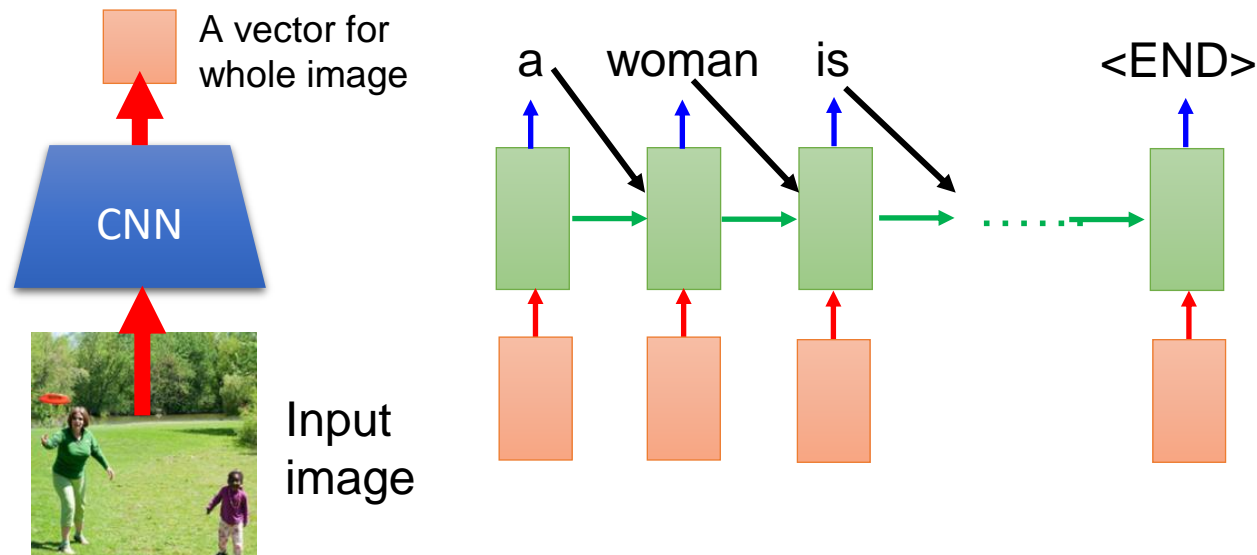 A vector for
whole image
CNN
Input
image
a woman is <END>
......